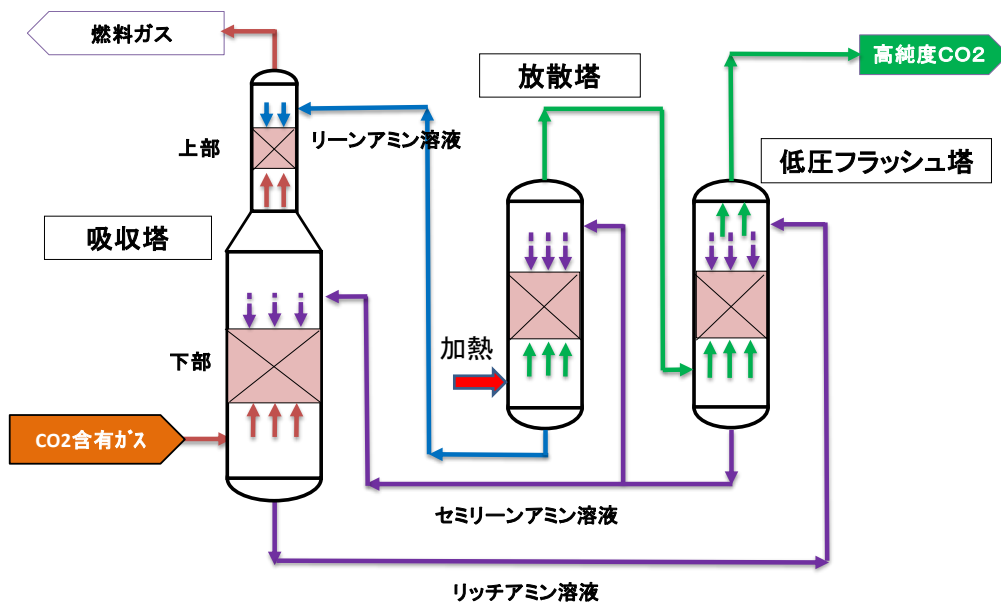 燃料ガス
放散塔
高純度CO2
上部
リーンアミン溶液
低圧フラッシュ塔
吸収塔
下部
加熱
CO2含有ｶﾞｽ
セミリーンアミン溶液
リッチアミン溶液